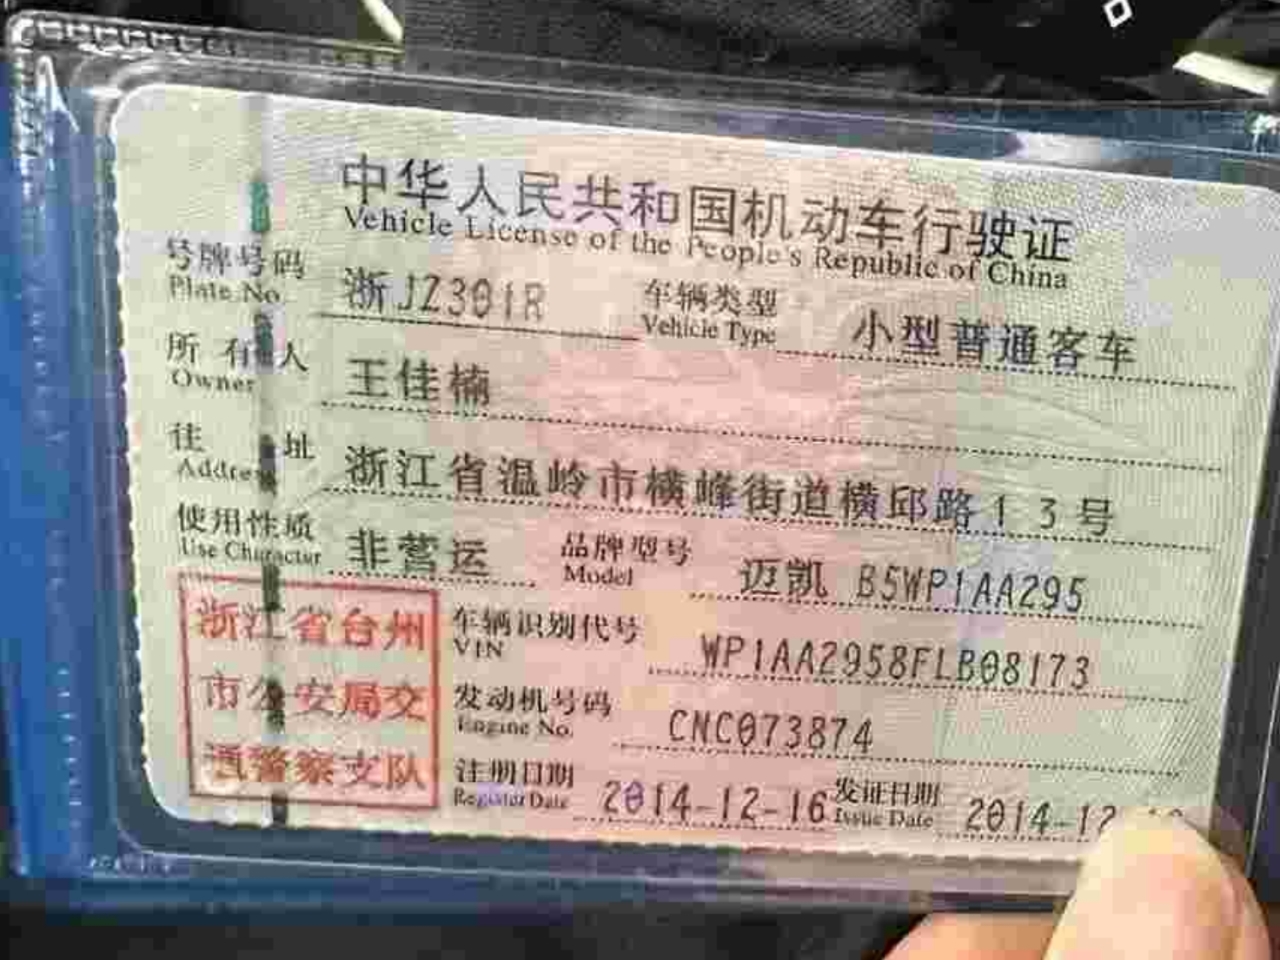 中华人民共和国机动车行驶证
Vehicle License of the People's Republic of China
号牌号码 浙JZ301R 车辆类型 小型普通客车
Plate No. Vehicle Type
所有人 王佳楠
Owner
住址 浙江省温岭市横峰街道横邱路13号
Address
使用性质 非营运 品牌型号 迈凯 B5WP1AA295
Use Character Model
浙江省台州
市公安局交
通警察支队
车辆识别代号 WP1AA2958FLB08173
VIN
发动机号码 CNC073874
Engine No.
注册日期 2014-12-16 发证日期 2014-12
Register Date Issue Date